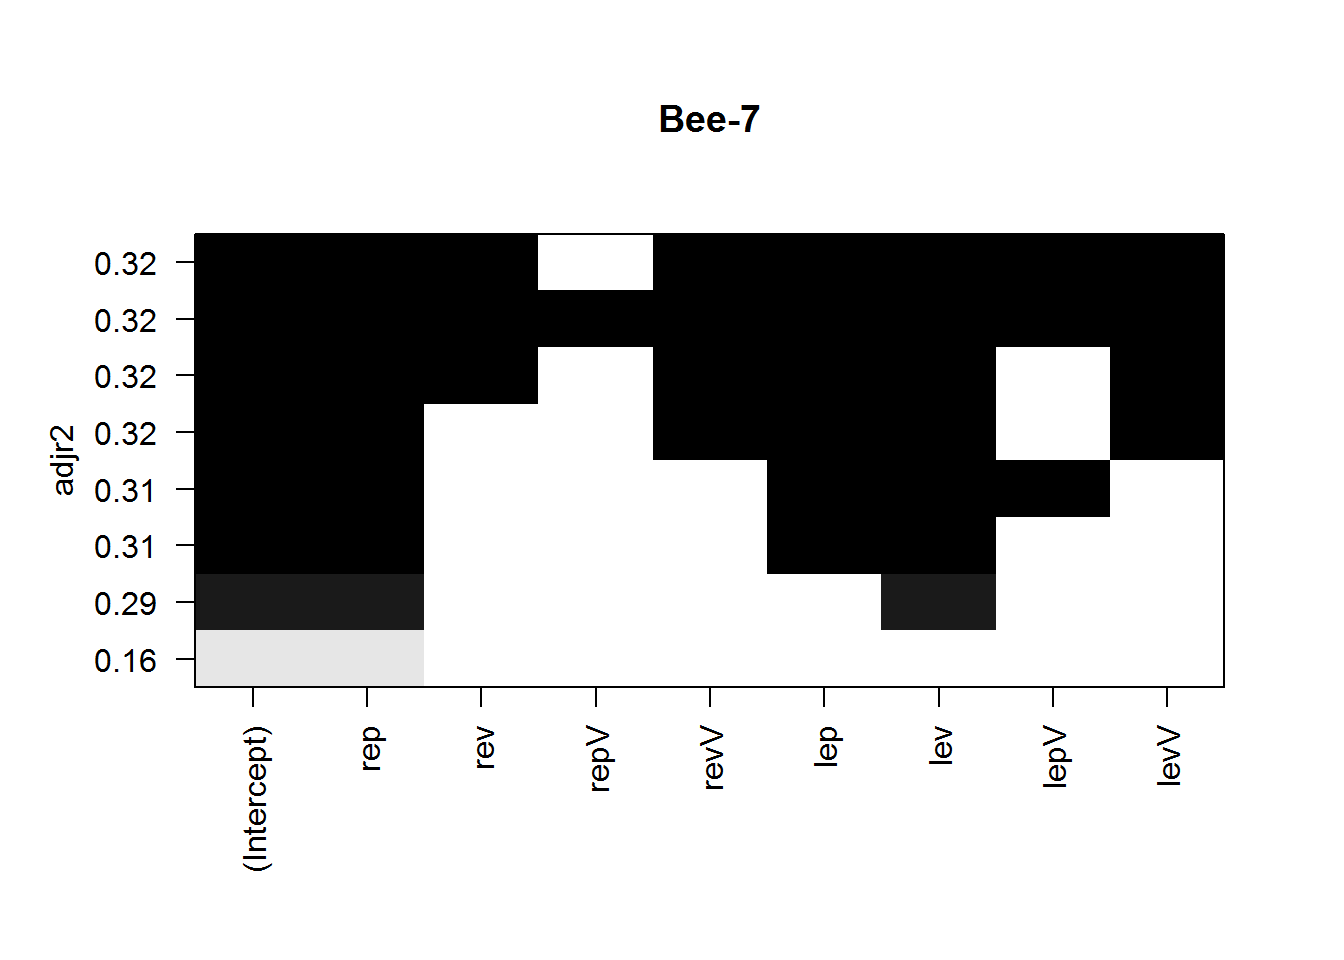 Bee-7
adjr2
0.32
0.32
0.32
0.32
0.31
0.31
0.29
0.16
(Intercept)
rep
rev
repV
revV
lep
lev
lepV
levV